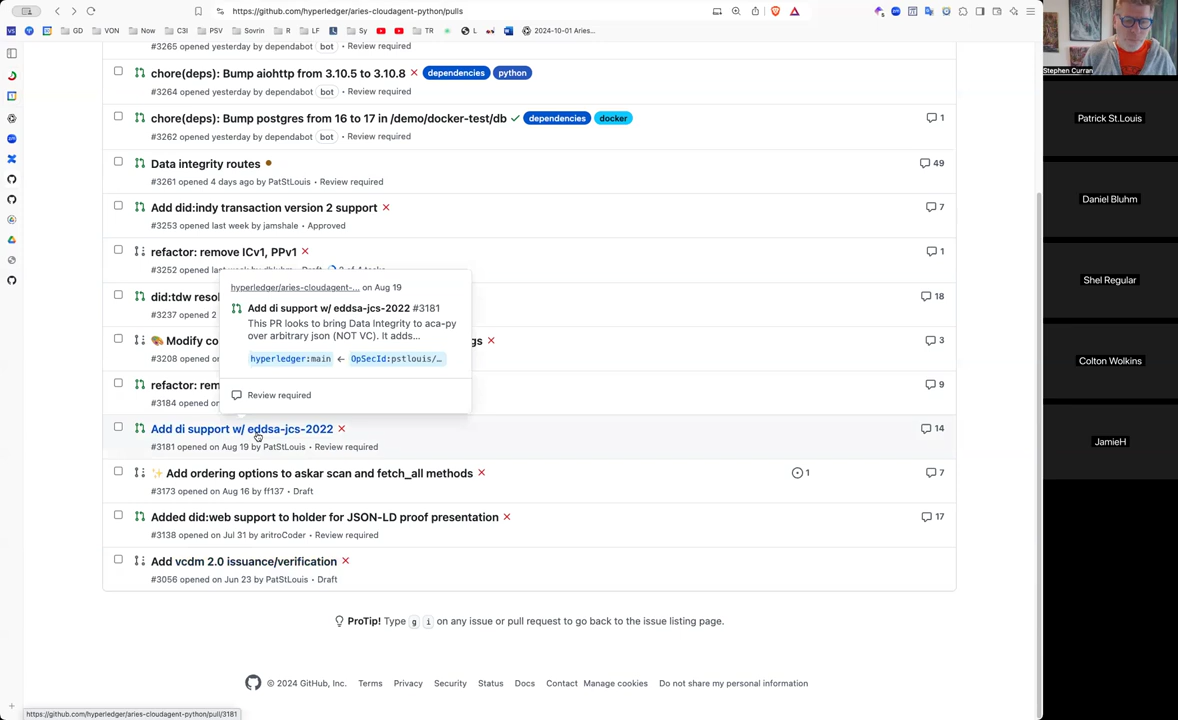 https://github.com/hyperledger/aries-cloudagent-python/pulls
GD
VON
Now
C3I
PSV
Sovrin
R
LF
Sy
TR
L
2024-10-01 Aries...
#3265 opened yesterday by dependabot bot • Review required
chore(deps): Bump aiohttp from 3.10.5 to 3.10.8 dependencies python
#3264 opened yesterday by dependabot bot • Review required
chore(deps): Bump postgres from 16 to 17 in /demo/docker-test/db dependencies docker 1
#3262 opened yesterday by dependabot bot • Review required
Data integrity routes 49
#3261 opened 4 days ago by PatStLouis • Review required
Add did:indy transaction version 2 support 7
#3253 opened last week by jamshale • Approved
refactor: remove ICv1, PPv1 1
#3252 opened
did:tdw resol 18
#3237 opened 2
hyperledger/aries-cloudagent-... on Aug 19
Add di support w/ eddsa-jcs-2022 #3181
This PR looks to bring Data Integrity to aca-py
over arbitrary json (NOT VC). It adds...
hyperledger:main ← OpSecId:pstlouis/...
Review required
🎨 Modify co gs 3
#3208 op
refactor: rem 9
#3184 op
Add di support w/ eddsa-jcs-2022 14
#3181 opened on Aug 19 by PatStLouis • Review required
✨ Add ordering options to askar scan and fetch_all methods 1 7
#3173 opened on Aug 16 by ff137 • Draft
Added did:web support to holder for JSON-LD proof presentation 17
#3138 opened on Jul 31 by aritroCoder • Review required
Add vcdm 2.0 issuance/verification
#3056 opened on Jun 23 by PatStLouis • Draft
ProTip! Type g i on any issue or pull request to go back to the issue listing page.
© 2024 GitHub, Inc. Terms Privacy Security Status Docs Contact Manage cookies Do not share my personal information
https://github.com/hyperledger/aries-cloudagent-python/pull/3181
Stephen Curran
Patrick St.Louis
Daniel Bluhm
Shel Regular
Colton Wolkins
JamieH